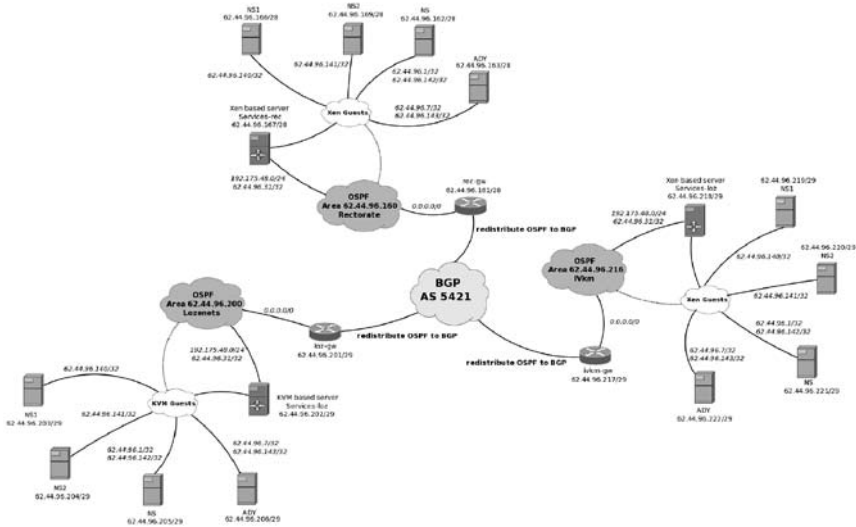 NS1
62.44.96.166/28
NS2
62.44.96.169/28
NS
62.44.96.162/28
ADY
62.44.96.163/28
62.44.96.140/32
62.44.96.141/32
62.44.96.1/32
62.44.96.142/32
62.44.96.7/32
62.44.96.143/32
Xen based server
Services-rec
62.44.96.167/28
Xen Guests
192.175.48.0/24
62.44.96.31/32
OSPF
Area 62.44.96.160
Rectorate
0.0.0.0/0
rec-gw
62.44.96.161/28
redistribute OSPF to BGP
BGP
AS 5421
OSPF
Area 62.44.96.216
IVkm
192.175.48.0/24
62.44.96.31/32
Xen based server
Services-loz
62.44.96.218/29
62.44.96.219/29
NS1
62.44.96.220/29
NS2
62.44.96.140/32
62.44.96.141/32
Xen Guests
62.44.96.1/32
62.44.96.142/32
62.44.96.7/32
62.44.96.143/32
NS
62.44.96.221/29
ADY
62.44.96.222/29
0.0.0.0/0
redistribute OSPF to BGP
ivkm-gw
62.44.96.217/29
OSPF
Area 62.44.96.200
Lozenets
0.0.0.0/0
redistribute OSPF to BGP
loz-gw
62.44.96.201/29
192.175.48.0/24
62.44.96.31/32
KVM based server
Services-loz
62.44.96.202/29
KVM Guests
62.44.96.140/32
NS1
62.44.96.203/29
62.44.96.141/32
NS2
62.44.96.204/29
62.44.96.1/32
62.44.96.142/32
62.44.96.7/32
62.44.96.143/32
NS
62.44.96.205/29
ADY
62.44.96.206/29